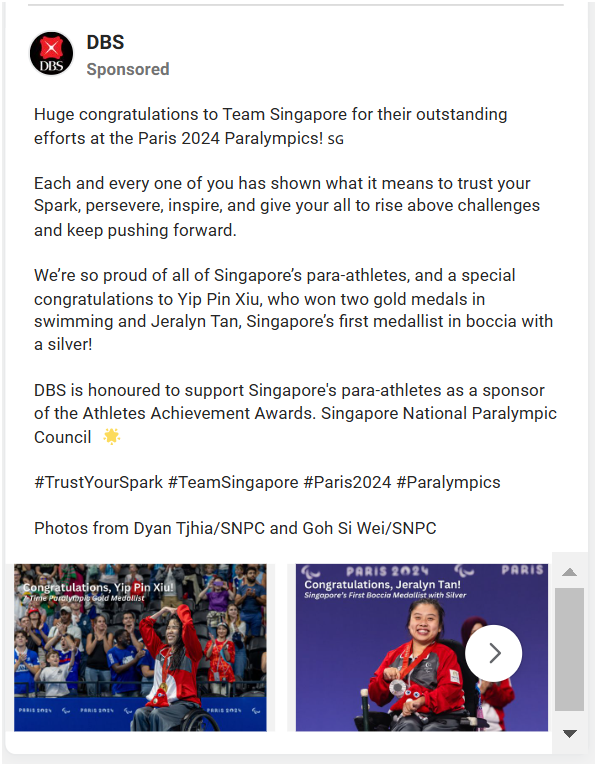 DBS
DBS
Sponsored
Huge congratulations to Team Singapore for their outstanding
efforts at the Paris 2024 Paralympics! SG
Each and every one of you has shown what it means to trust your
Spark, persevere, inspire, and give your all to rise above challenges
and keep pushing forward.
We’re so proud of all of Singapore’s para-athletes, and a special
congratulations to Yip Pin Xiu, who won two gold medals in
swimming and Jeralyn Tan, Singapore’s first medallist in boccia with
a silver!
DBS is honoured to support Singapore's para-athletes as a sponsor
of the Athletes Achievement Awards. Singapore National Paralympic
Council 🌟
#TrustYourSpark #TeamSingapore #Paris2024 #Paralympics
Photos from Dyan Tjhia/SNPC and Goh Si Wei/SNPC
Congratulations, Yip Pin Xiu!
-Time Paralympic Gold Medallist
PARIS 2024 PARIS 2024 PARIS 2024
PARIS 2024 PARIS
Congratulations, Jeralyn Tan!
Singapore's First Boccia Medallist with Silver